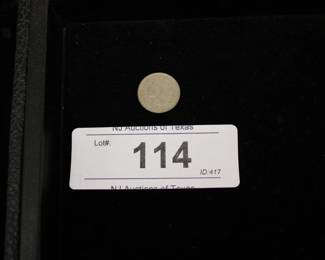 NJ Auctions of Texas
Lot#:
114
ID:417
NJ Auctions of Texas